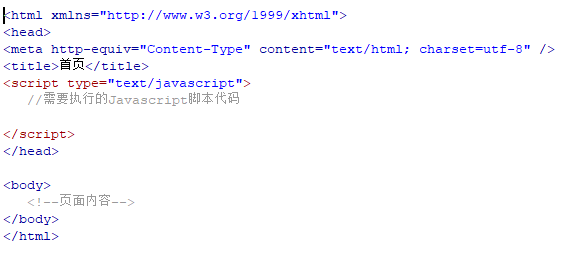 <html xmlns="http://www.w3.org/1999/xhtml">
<head>
<meta http-equiv="Content-Type" content="text/html; charset=utf-8" />
<title>首页</title>
<script type="text/javascript">
//需要执行的Javascript脚本代码
</script>
</head>
<body>
<!--页面内容-->
</body>
</html>